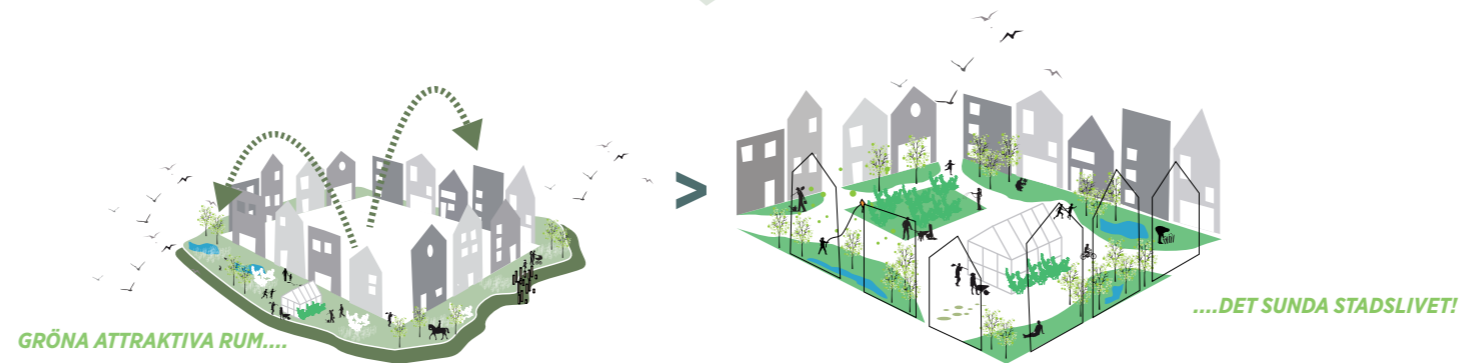 GRÖNA ATTRAKTIVA RUM....
>
....DET SUNDA STADSLIVET!